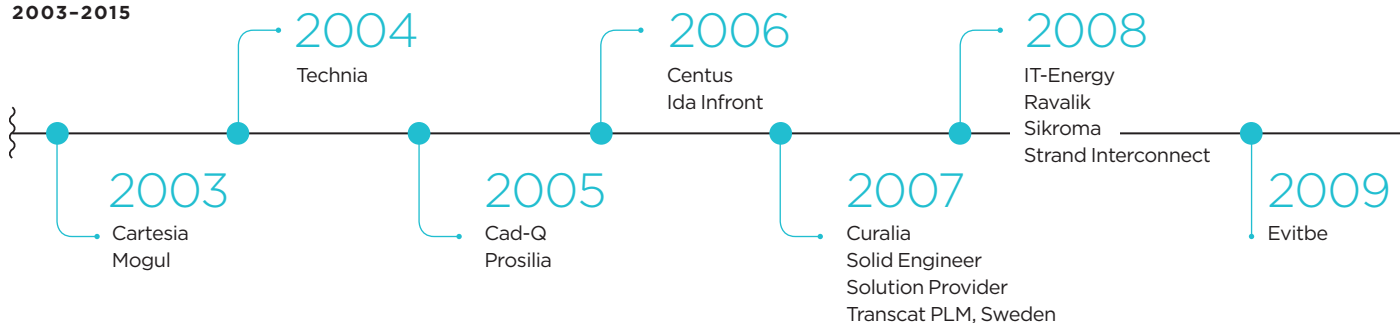 2003–2015
2004
Technia
2006
Centus
Ida Infront
2008
IT-Energy
Ravalik
Sikroma
Strand Interconnect
2003
Cartesia
Mogul
2005
Cad-Q
Prosilia
2007
Curalia
Solid Engineer
Solution Provider
Transcat PLM, Sweden
2009
Evitbe